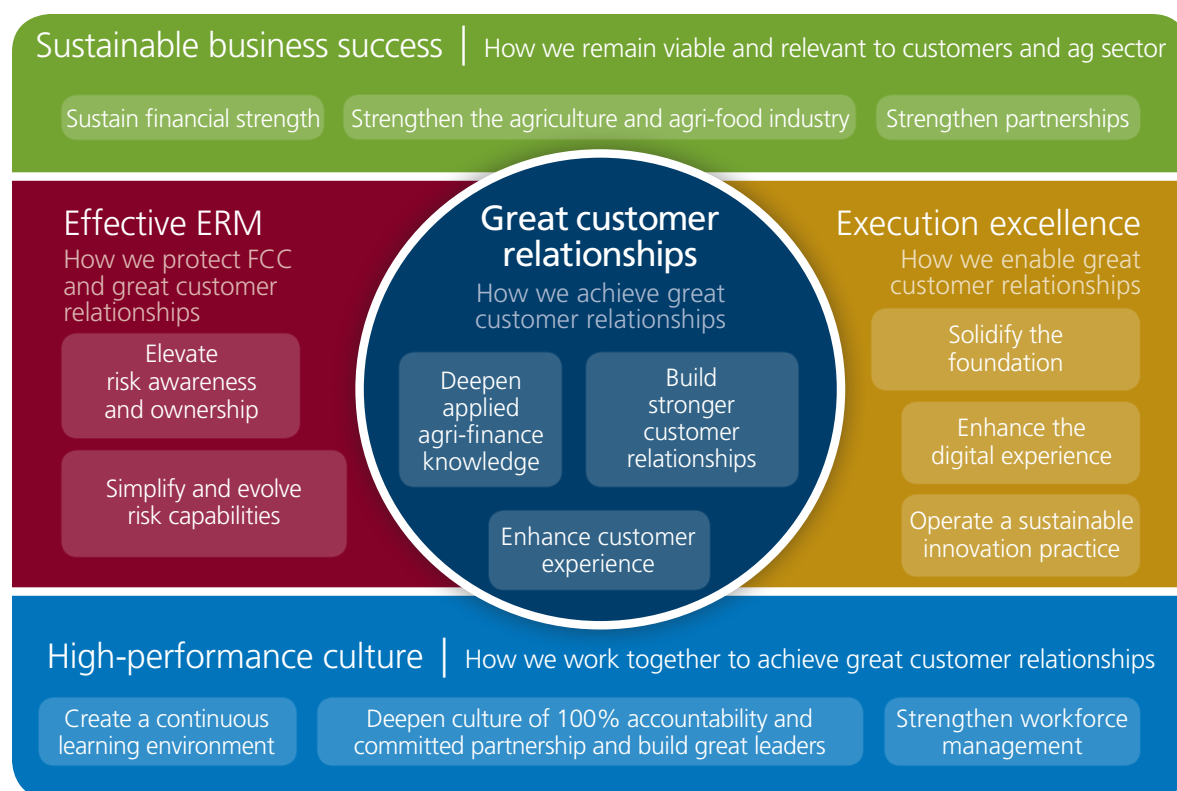 Sustainable business success | How we remain viable and relevant to customers and ag sector
Sustain financial strength
Strengthen the agriculture and agri-food industry
Strengthen partnerships
Effective ERM
How we protect FCC
and great customer
relationships
Elevate
risk awareness
and ownership
Simplify and evolve
risk capabilities
Great customer
relationships
How we achieve great
customer relationships
Deepen
applied
agri-finance
knowledge
Build
stronger
customer
relationships
Enhance customer
experience
Execution excellence
How we enable great
customer relationships
Solidify the
foundation
Enhance the
digital experience
Operate a sustainable
innovation practice
High-performance culture | How we work together to achieve great customer relationships
Create a continuous
learning environment
Deepen culture of 100% accountability and
committed partnership and build great leaders
Strengthen workforce
management